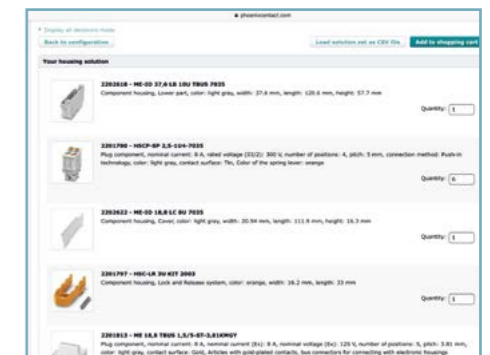 phoenixcontact.com
Display all decisions made
Back to configuration
Load solution set as CSV file
Add to shopping cart
Your housing solution
2202618 - ME-IO 37,6 LB 10U TBUS 7035
Component housing, Lower part, color: light gray, width: 37.6 mm, length: 120.6 mm, height: 57.7 mm
Quantity: 1
2201780 - HSCP-SP 2,5-1U4-7035
Plug component, nominal current: 8 A, rated voltage (III/2): 300 V, number of positions: 4, pitch: 5 mm, connection method: Push-in
technology, color: light gray, contact surface: Tin, Color of the spring lever: orange
Quantity: 6
2202622 - ME-IO 18,8 LC 8U 7035
Component housing, Cover, color: light gray, width: 20.94 mm, length: 111.9 mm, height: 16.3 mm
Quantity: 1
2201797 - HSC-LR 3U KIT 2003
Component housing, Lock and Release system, color: orange, width: 16.2 mm, length: 33 mm
Quantity: 1
2201813 - ME 18,8 TBUS 1,5/5-ST-3,81KMGY
Plug component, nominal current: 8 A, nominal current (Ex): 8 A, nominal voltage (Ex): 125 V, number of positions: 5, pitch: 3.81 mm,
color: light gray, contact surface: Gold, Articles with gold-plated contacts, bus connectors for connecting with electronic housings